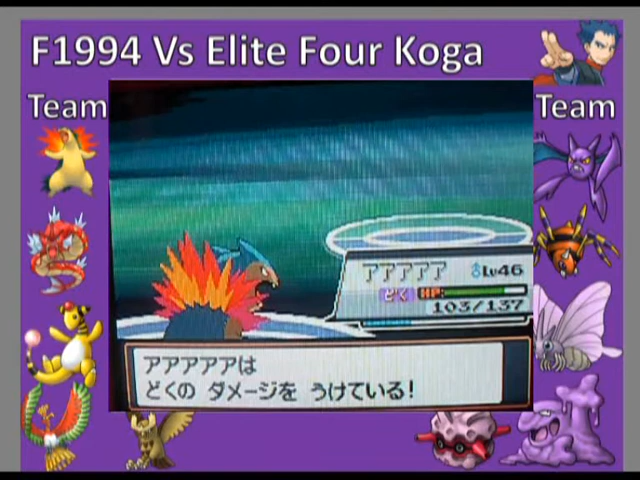 F1994 Vs Elite Four Koga
Team
Team
アアアアア ♂Lv46
どく HP
103/137
アアアアアは
どくの ダメージを うけている!